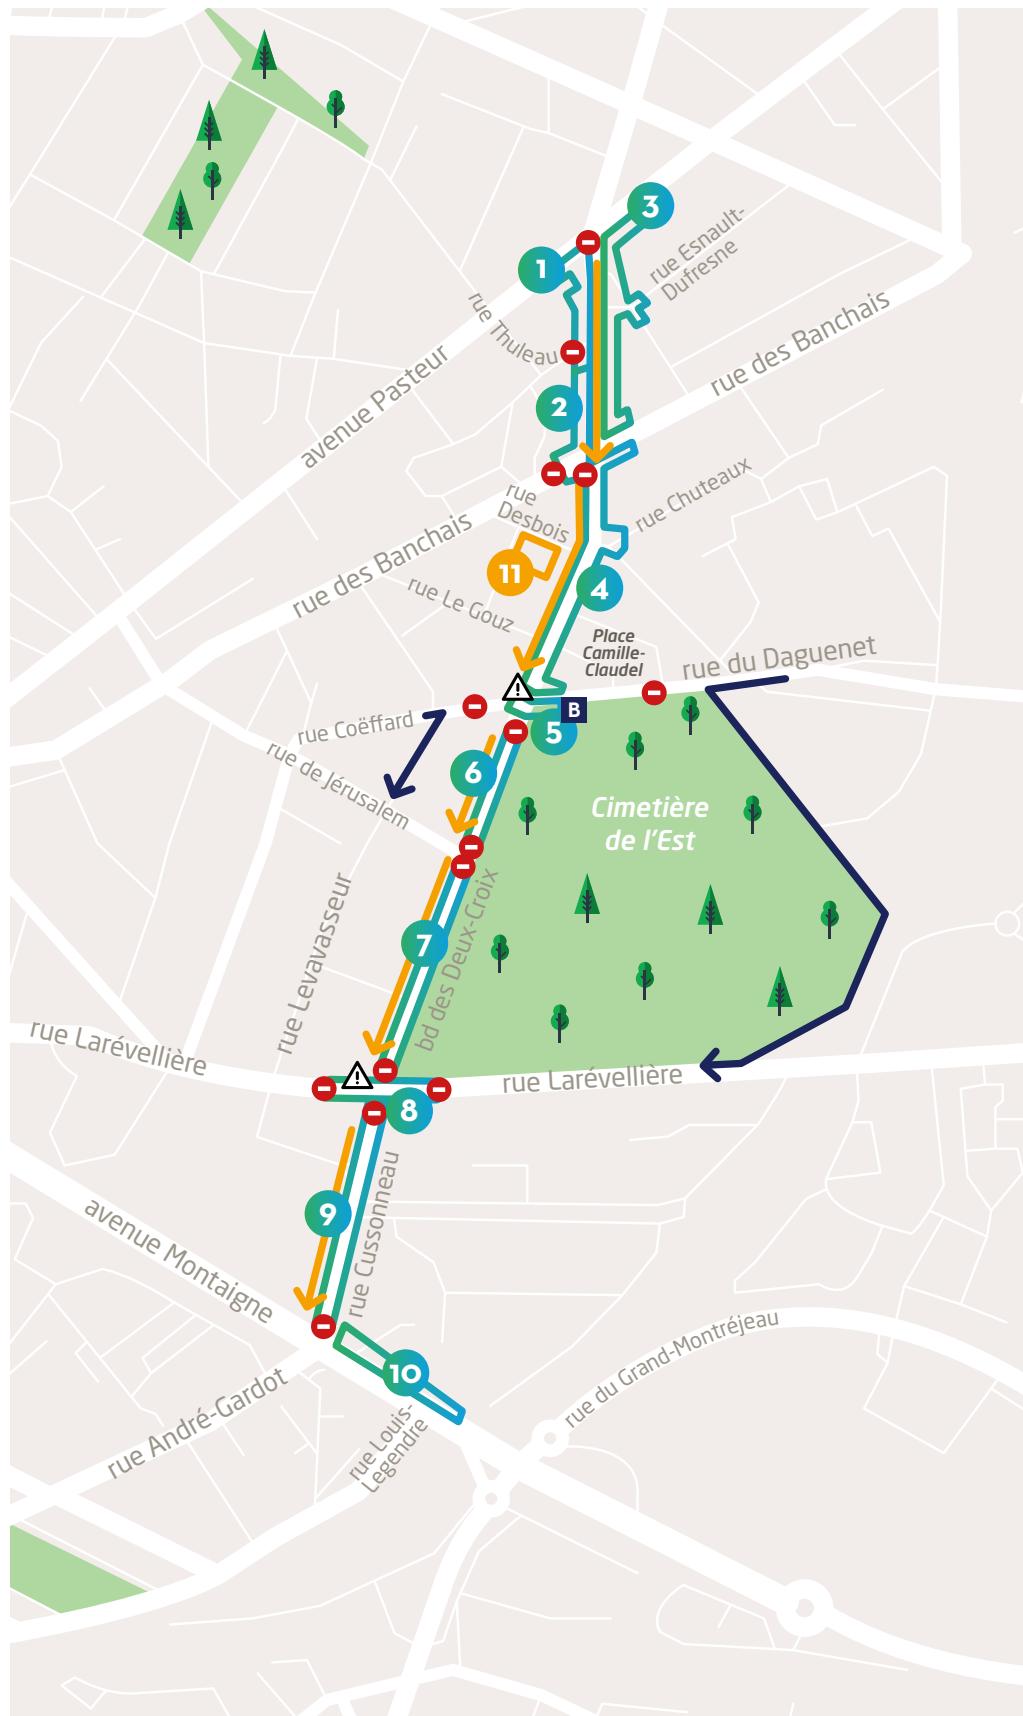 3
rue Esnault-
Dufresne
1
rue Thuleau
rue des Banchais
avenue Pasteur
2
rue Chuteaux
rue
Desbois
rue des Banchais
11
4
rue Le Gouz
Place
Camille-
Claudel
rue du Daguenet
!
B
rue Coëffard
5
rue de Jérusalem
6
Cimetière
de l'Est
rue Levavasseur
7
bd des Deux-Croix
rue Larévellière
!
rue Larévellière
8
rue Cussonneau
9
avenue Montaigne
10
rue du Grand-Montréjeau
rue André-Gardot
rue Louis-
Legendre